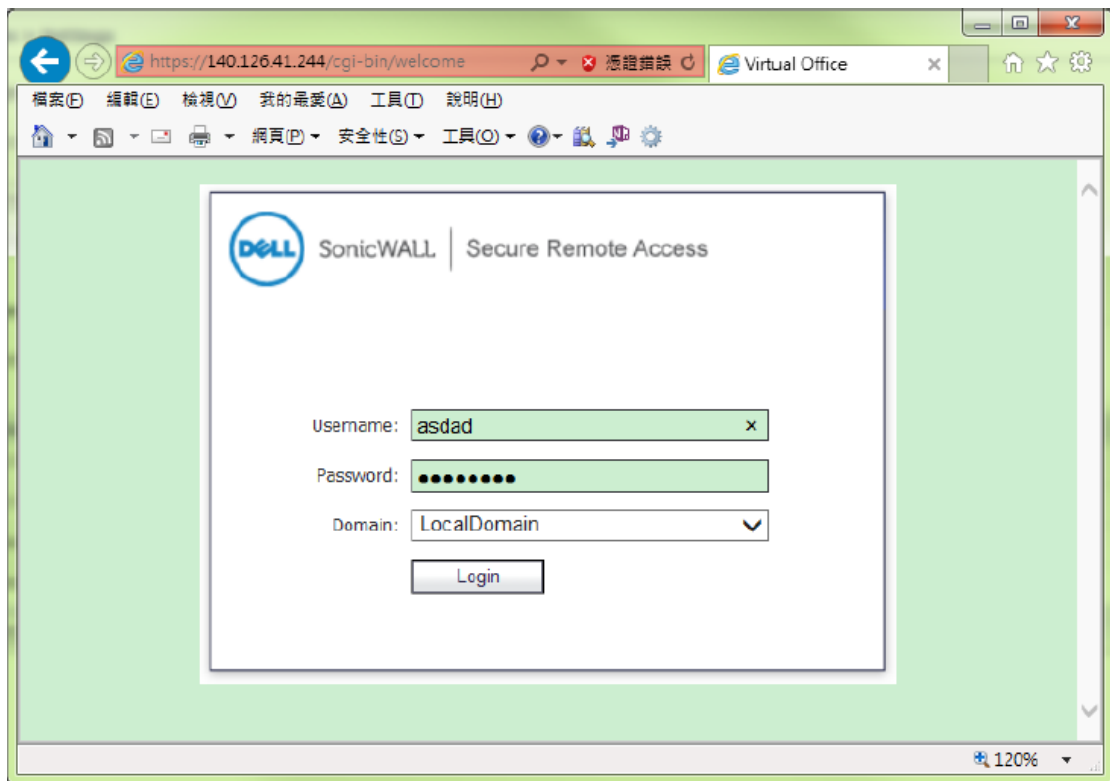 https://140.126.41.244/cgi-bin/welcome 憑證錯誤 Virtual Office
檔案(F) 編輯(E) 檢視(V) 我的最愛(A) 工具(T) 說明(H)
網頁(P) 安全性(S) 工具(O)
DELL SonicWALL Secure Remote Access
Username: asdad
Password: ●●●●●●●●
Domain: LocalDomain
Login
120%